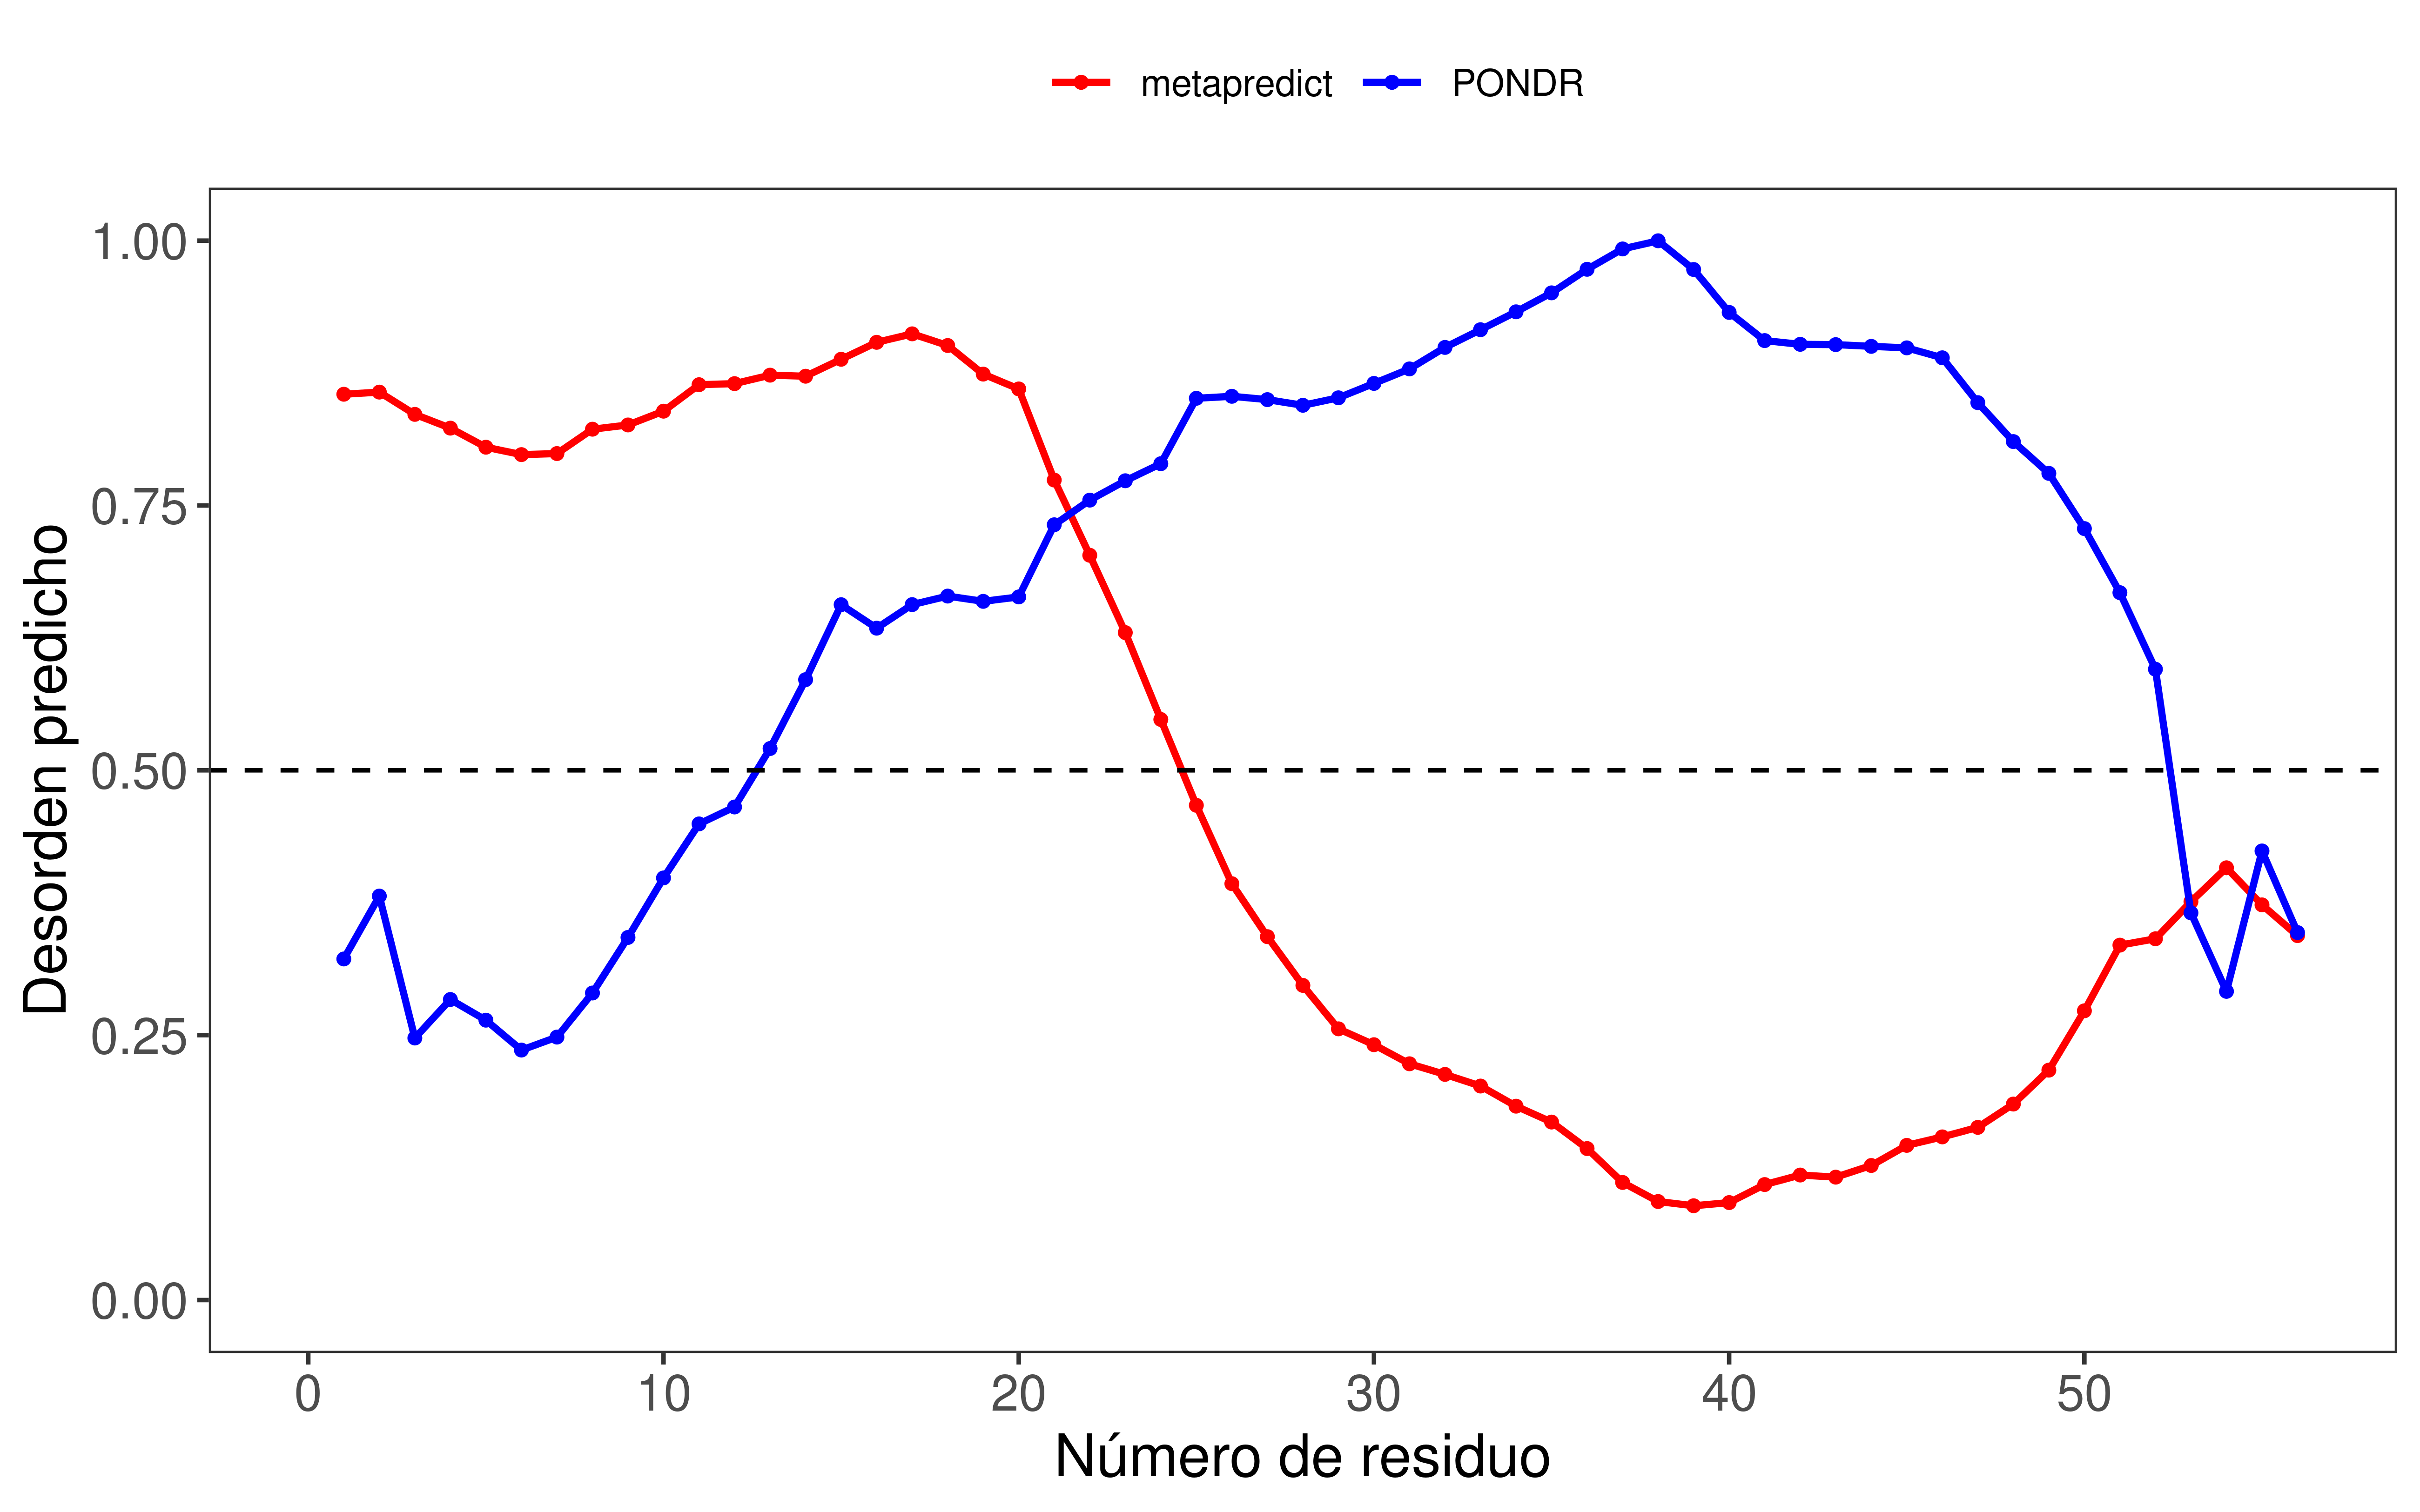 metapredict PONDR
Desorden predicho
1.00
0.75
0.50
0.25
0.00
0 10 20 30 40 50
Número de residuo